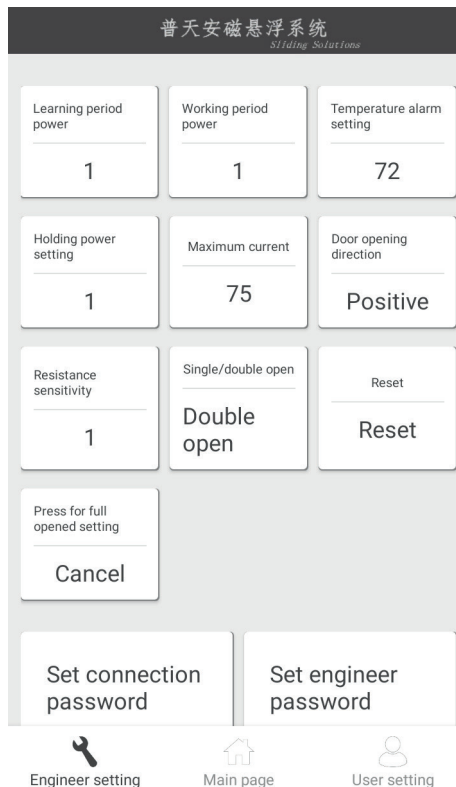 普天安磁悬浮系统
Sliding Solutions
Learning period
power
1
Working period
power
1
Temperature alarm
setting
72
Holding power
setting
1
Maximum current
75
Door opening
direction
Positive
Resistance
sensitivity
1
Single/double open
Double
open
Reset
Reset
Press for full
opened setting
Cancel
Set connection
password
Set engineer
password
Engineer setting
Main page
User setting